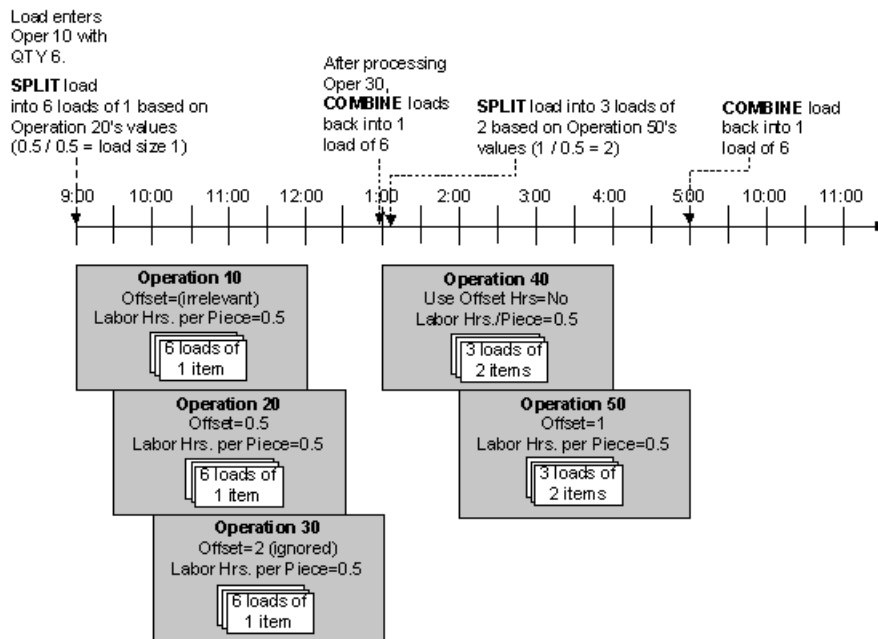 Load enters
Oper 10 with
QTY 6.
SPLIT load
into 6 loads of 1 based on
Operation 20's values
(0.5 / 0.5 = load size 1)
After processing
Oper 30,
COMBINE loads
back into 1
load of 6
SPLIT load into 3 loads of
2 based on Operation 50's
values (1 / 0.5 = 2)
COMBINE load
back into 1
load of 6
9:00 10:00 11:00 12:00 1:00 2:00 3:00 4:00 5:00 10:00 11:00
Operation 10
Offset=(irrelevant)
Labor Hrs. per Piece=0.5
6 loads of
1 item
Operation 40
Use Offset Hrs=No
Labor Hrs./Piece=0.5
3 loads of
2 items
Operation 20
Offset=0.5
Labor Hrs. per Piece=0.5
6 loads of
1 item
Operation 50
Offset=1
Labor Hrs. per Piece=0.5
3 loads of
2 items
Operation 30
Offset=2 (ignored)
Labor Hrs. per Piece=0.5
6 loads of
1 item